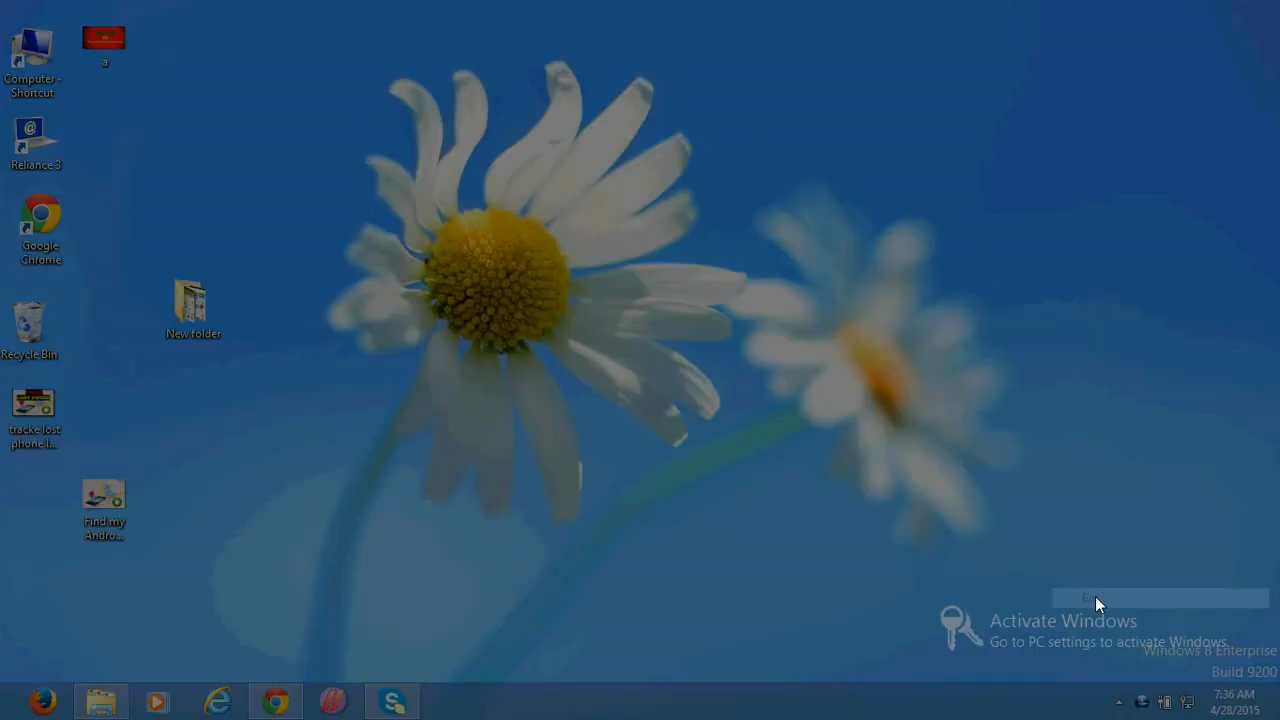 a
Computer -
Shortcut
Reliance 3
Google
Chrome
New folder
Recycle Bin
tracke lost
phone l...
Find my
Andro...
Activate Windows
Go to PC settings to activate Windows.
Windows 8 Enterprise
Build 9200
7:36 AM
4/28/2015